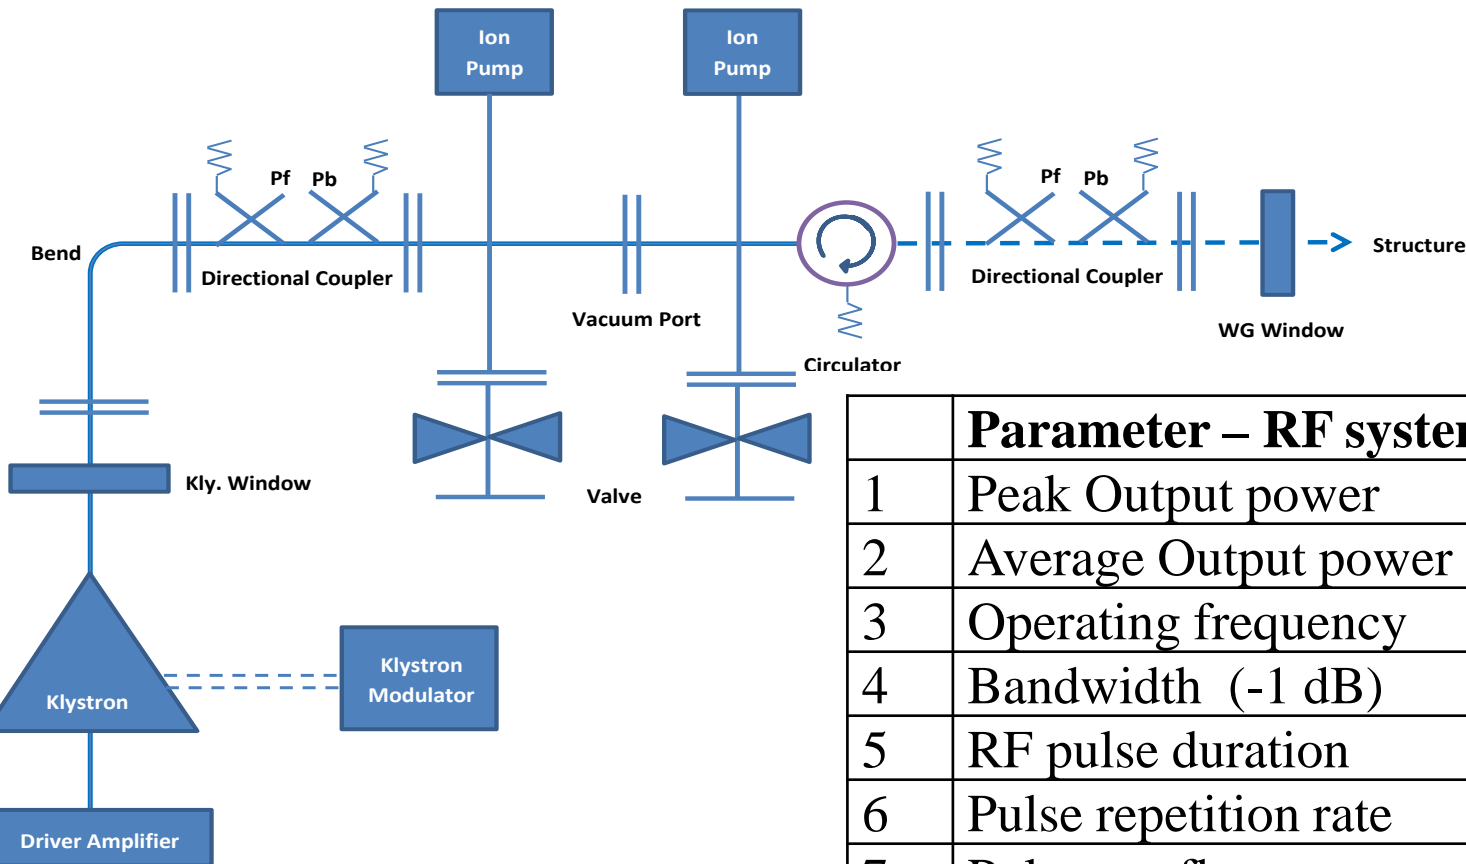 Ion
Pump
Ion
Pump
Pf Pb
Pf Pb
Bend
Directional Coupler
Directional Coupler
Structure
Vacuum Port
WG Window
Circulator
Kly. Window
Valve
Klystron
Klystron
Modulator
Driver Amplifier
Parameter – RF system
1 Peak Output power
2 Average Output power
3 Operating frequency
4 Bandwidth (-1 dB)
5 RF pulse duration
6 Pulse repetition rate